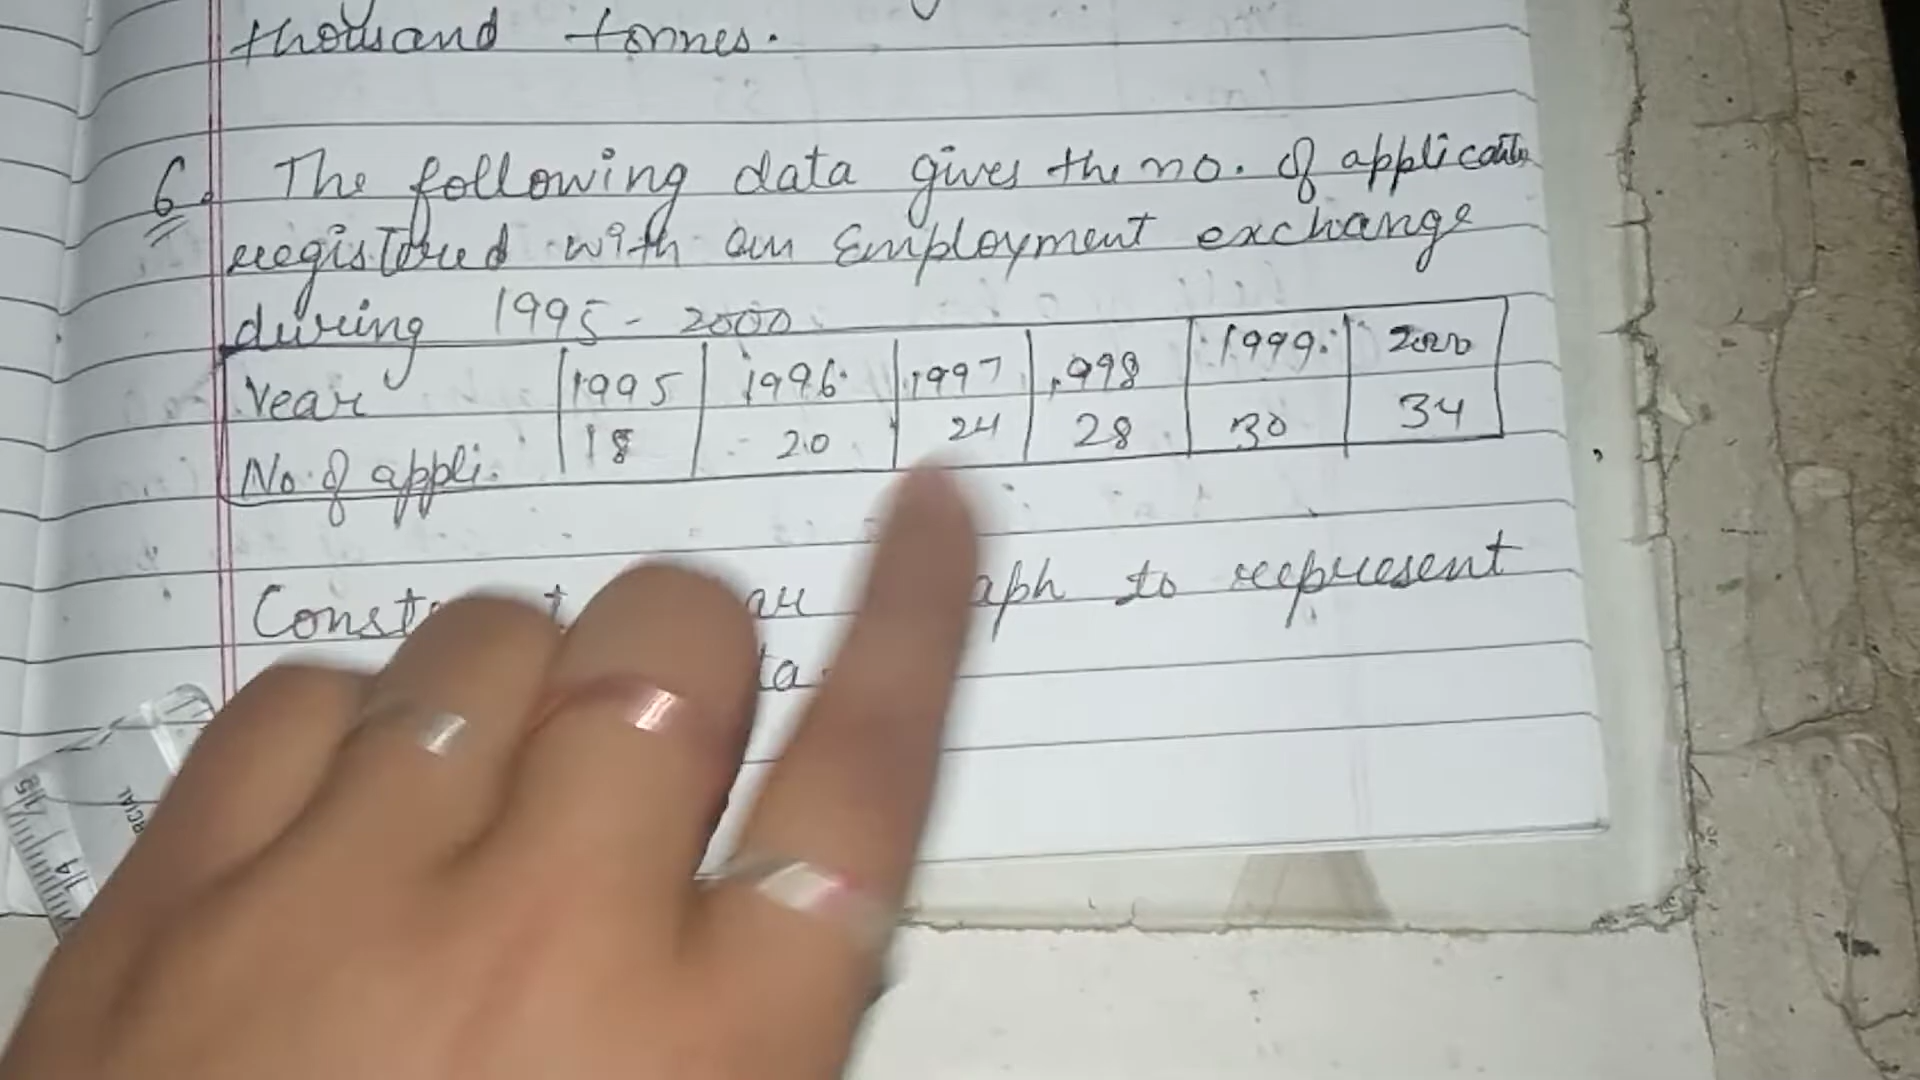 thousand tonnes.
6. The following data gives the no. of applicants
registered with an Employment exchange
during 1995 - 2000
Year 1995 1996 1997 1998 1999 2000
No. of appli. 18 20 24 28 30 34
aph to represent
15
14